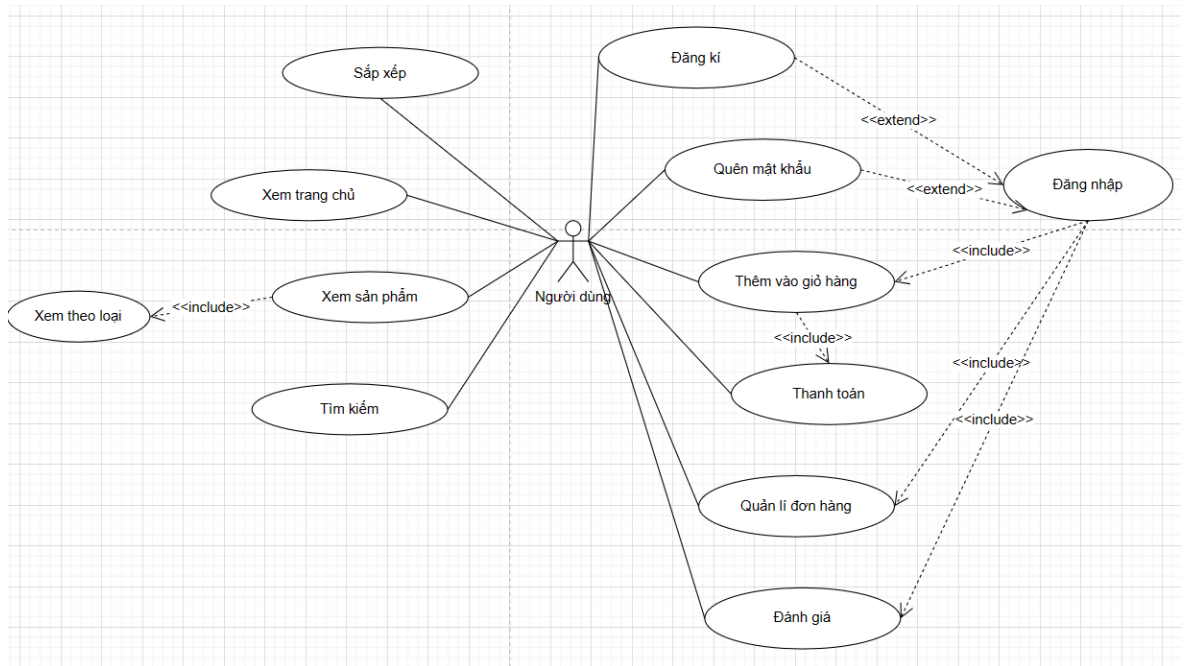 Sắp xếp
Đăng kí
<<extend>>
Quên mật khẩu
Đăng nhập
<<extend>>
Xem trang chủ
<<include>>
Thêm vào giỏ hàng
Người dùng
Xem sản phẩm
<<include>>
Xem theo loại
<<include>>
<<include>>
Thanh toán
Tìm kiếm
<<include>>
Quản lí đơn hàng
Đánh giá